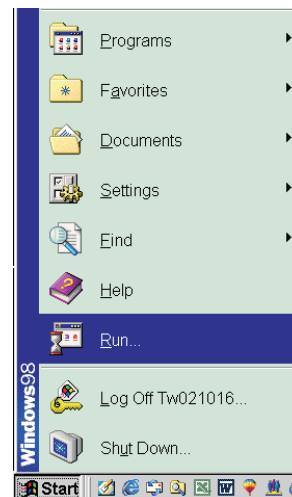 Programs
Favorites
Documents
Settings
Find
Help
Run...
Log Off Tw021016...
Shut Down...
Windows98
Start